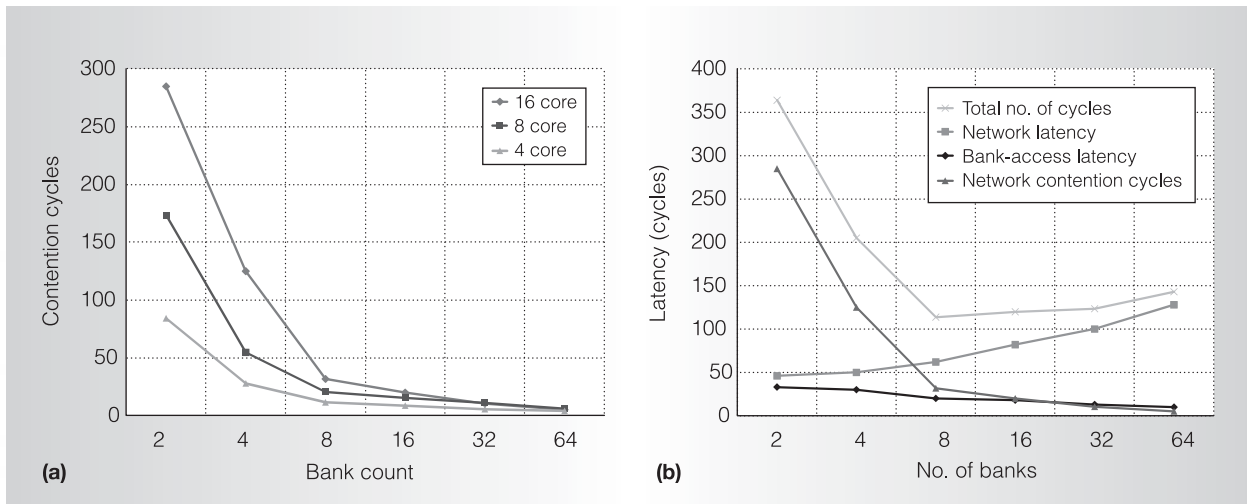 300
250
200
150
100
50
0
Contention cycles
16 core
8 core
4 core
2 4 8 16 32 64
Bank count
(a)
400
350
300
250
200
150
100
50
0
Latency (cycles)
Total no. of cycles
Network latency
Bank-access latency
Network contention cycles
2 4 8 16 32 64
No. of banks
(b)